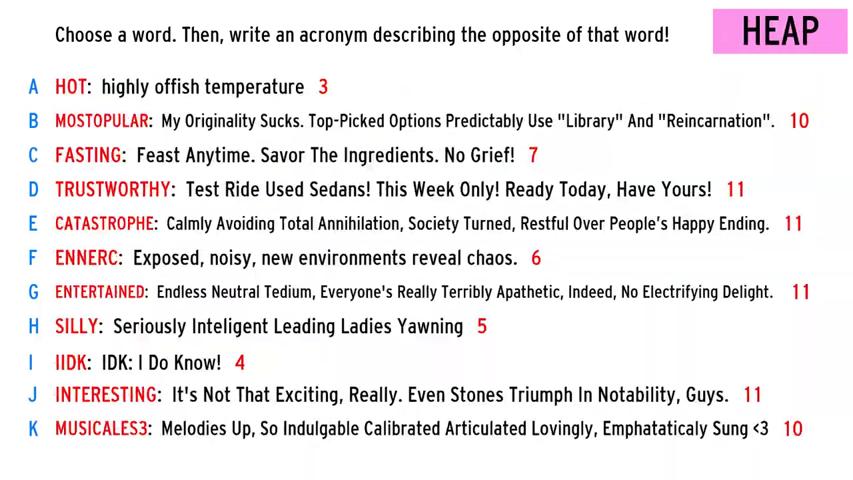 Choose a word. Then, write an acronym describing the opposite of that word!
HEAP
A HOT: highly offish temperature 3
B MOSTOPULAR: My Originality Sucks. Top-Picked Options Predictably Use "Library" And "Reincarnation". 10
C FASTING: Feast Anytime. Savor The Ingredients. No Grief! 7
D TRUSTWORTHY: Test Ride Used Sedans! This Week Only! Ready Today, Have Yours! 11
E CATASTROPHE: Calmly Avoiding Total Annihilation, Society Turned, Restful Over People's Happy Ending. 11
F ENNERC: Exposed, noisy, new environments reveal chaos. 6
G ENTERTAINED: Endless Neutral Tedium, Everyone's Really Terribly Apathetic, Indeed, No Electrifying Delight. 11
H SILLY: Seriously Inteligent Leading Ladies Yawning 5
I IIDK: IDK: I Do Know! 4
J INTERESTING: It's Not That Exciting, Really. Even Stones Triumph In Notability, Guys. 11
K MUSICALES3: Melodies Up, So Indulgable Calibrated Articulated Lovingly, Emphataticaly Sung <3 10